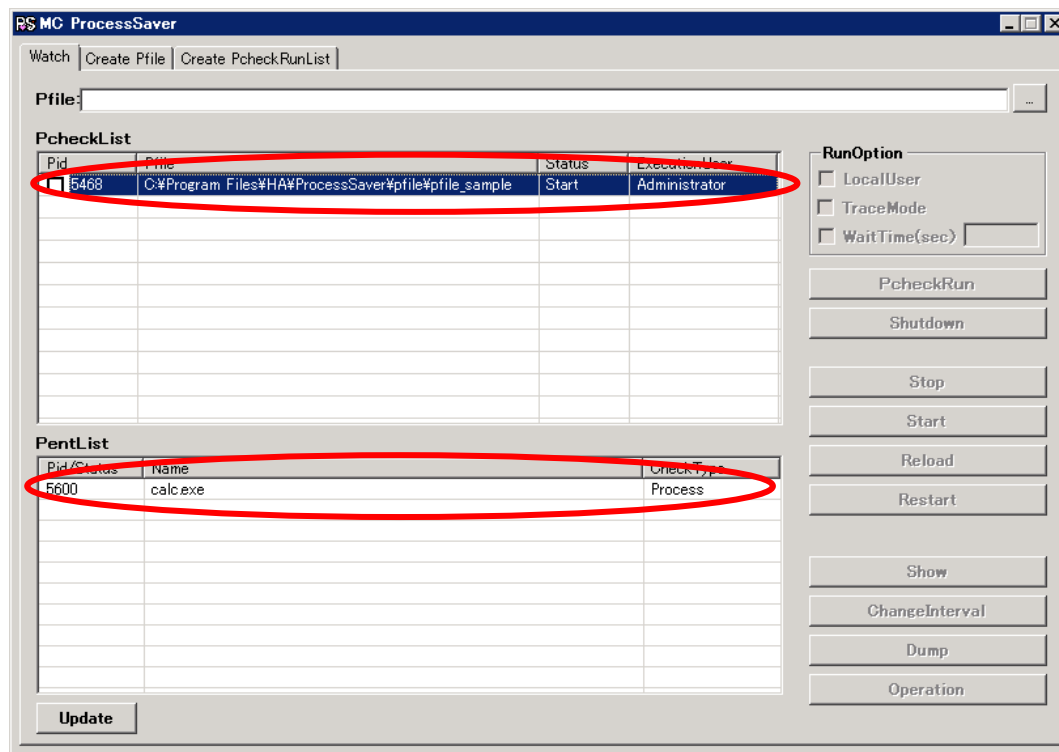 MC ProcessSaver
Watch Create Pfile Create PcheckRunList
Pfile: ...
PcheckList
Pid Pfile Status ExecutionUser
5468 C:¥Program Files¥HA¥ProcessSaver¥pfile¥pfile_sample Start Administrator
RunOption
LocalUser
TraceMode
WaitTime(sec)
PcheckRun
Shutdown
Stop
Start
PentList
Pid/Status Name CheckType
5600 calc.exe Process
Reload
Restart
Show
ChangeInterval
Dump
Operation
Update